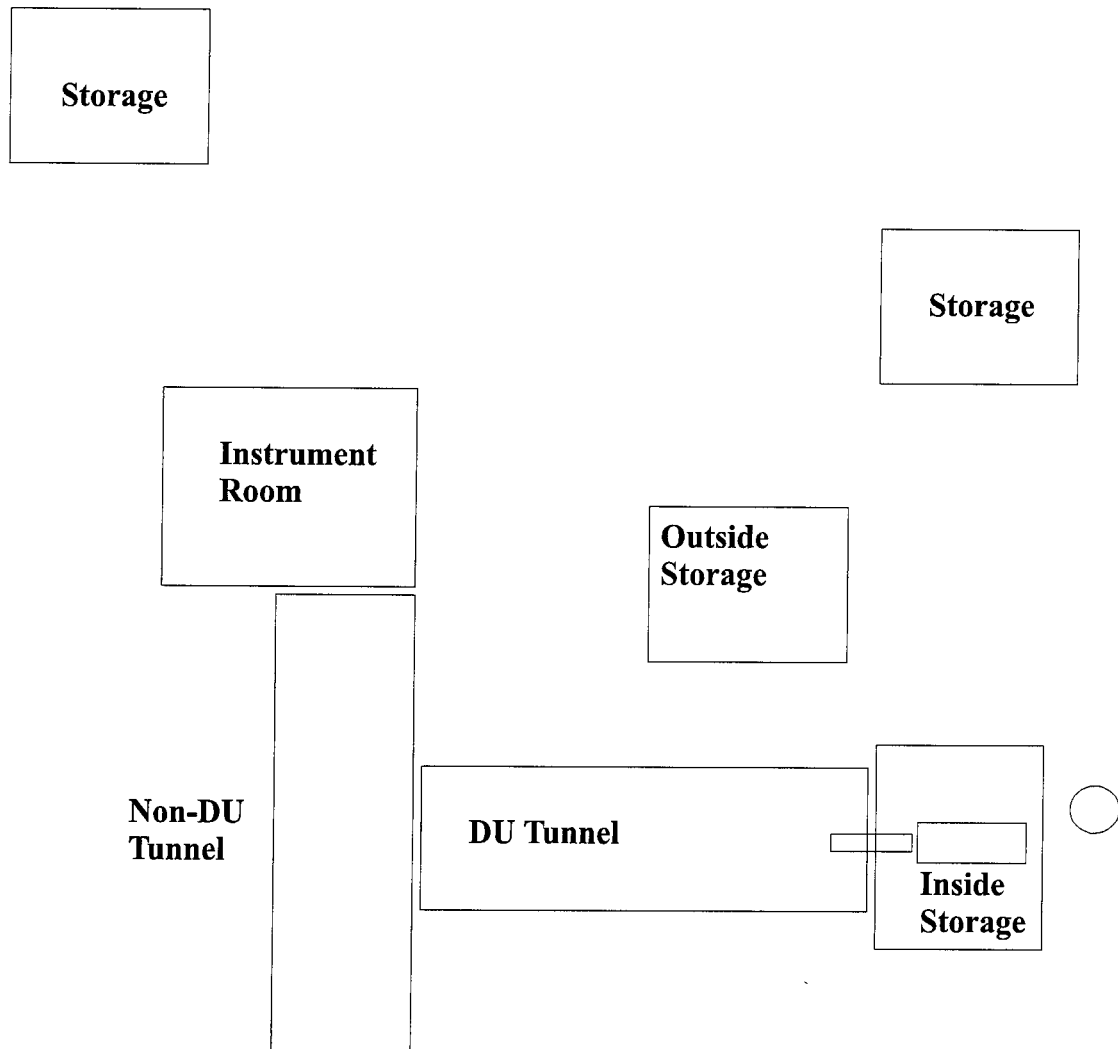 Storage
Storage
Instrument
Room
Outside
Storage
Non-DU
Tunnel
DU Tunnel
Inside
Storage